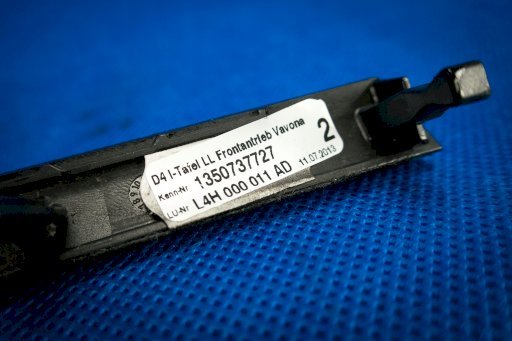 D4 I-Tafel LL Frontantrieb Vavona
2
Kenn-Nr 1350737727
11.07.2013
LU-Nr L4H 000 011 AD